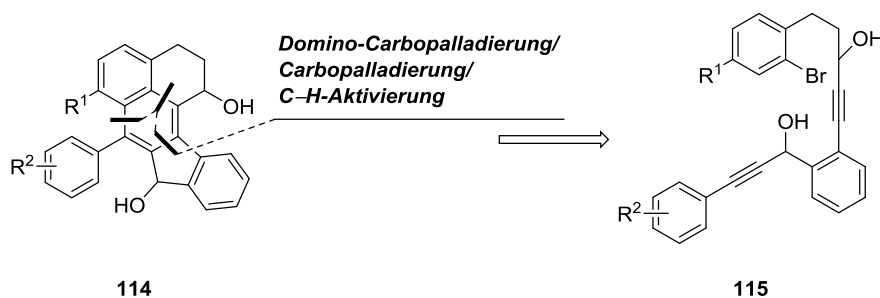 Domino-Carbopalladierung/
Carbopalladierung/
C–H-Aktivierung
R¹
OH
R²
HO
OH
R¹
Br
OH
R²
114
115